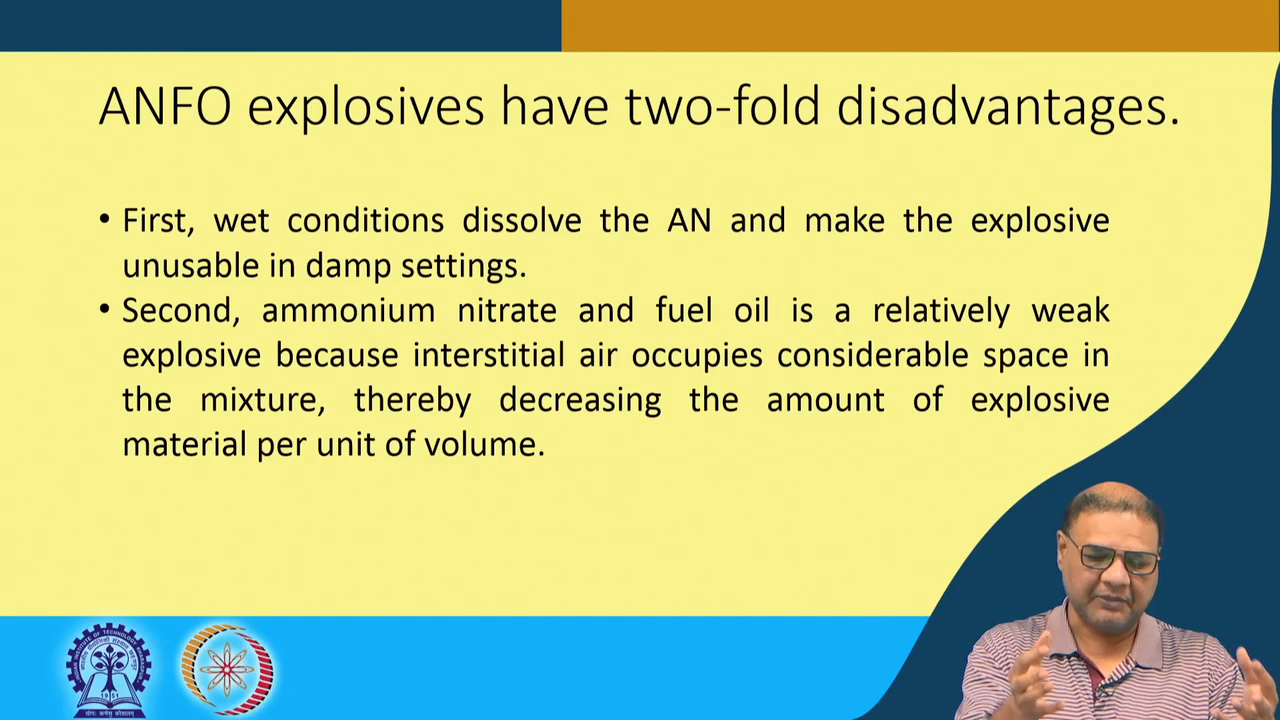 ANFO explosives have two-fold disadvantages.
• First, wet conditions dissolve the AN and make the explosive
unusable in damp settings.
• Second, ammonium nitrate and fuel oil is a relatively weak
explosive because interstitial air occupies considerable space in
the mixture, thereby decreasing the amount of explosive
material per unit of volume.
1951